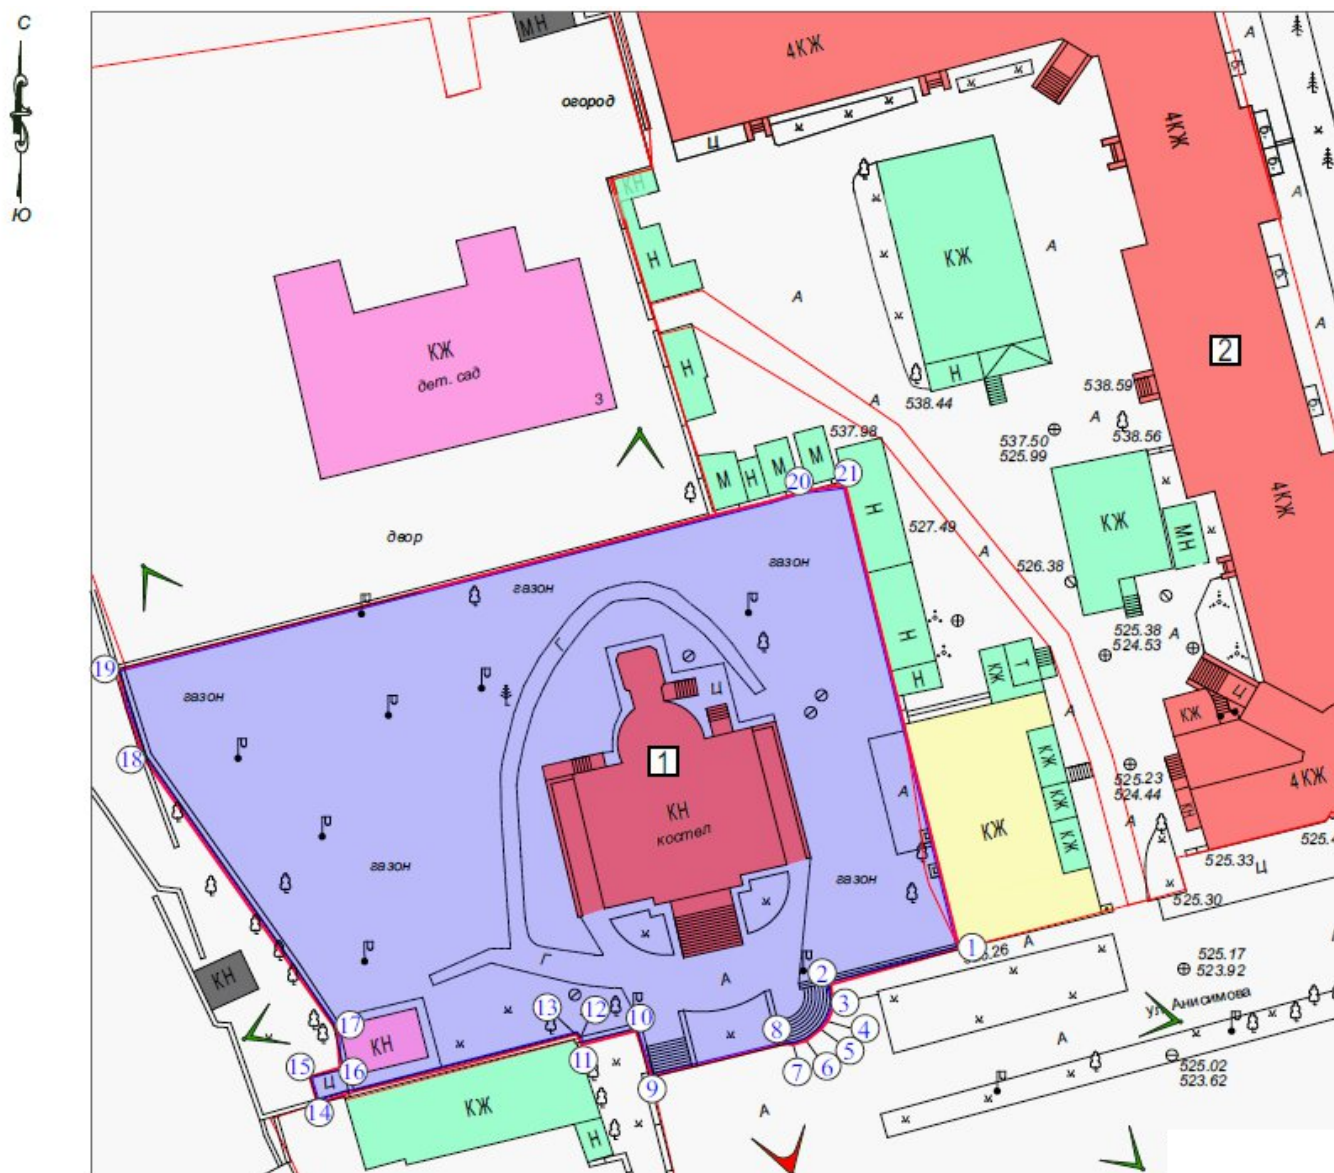 С
Ю
МН
4КЖ
А
б.
огород
Ц
4КЖ
б.
б.
А
КН
Н
КЖ
А
А
б.
А
КЖ
дет. сад
3
Н
Н
2
538.59
А
538.44
А
б.
537.98
537.50
525.99
538.56
М
Н
М
М
20
21
Н
527.49
КЖ
МН
4КЖ
двор
А
526.38
газон
газон
525.38
524.53
А
Г
Н
19
газон
Ц
Н
КЖ
Т
Ц
А
КЖ
18
1
КЖ
525.23
524.44
КН
4КЖ
А
КН
костел
КЖ
КЖ
КЖ
А
газон
газон
525.33
Ц
525.30
1
А
Г
КН
А
2
525.17
523.92
3
ул. Анисимова
13
12
10
8
4
17
КН
11
5
6
7
А
15
16
Ц
9
525.02
523.62
14
КЖ
Н
А